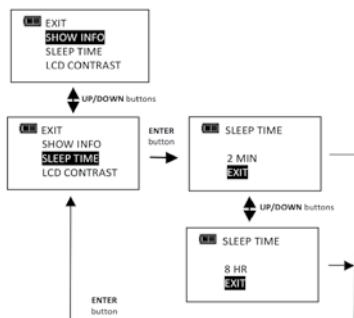 EXIT
SHOW INFO
SLEEP TIME
LCD CONTRAST
UP/DOWN buttons
EXIT
SHOW INFO
SLEEP TIME
LCD CONTRAST
ENTER
button
SLEEP TIME
2 MIN
EXIT
UP/DOWN buttons
SLEEP TIME
8 HR
EXIT
ENTER
button